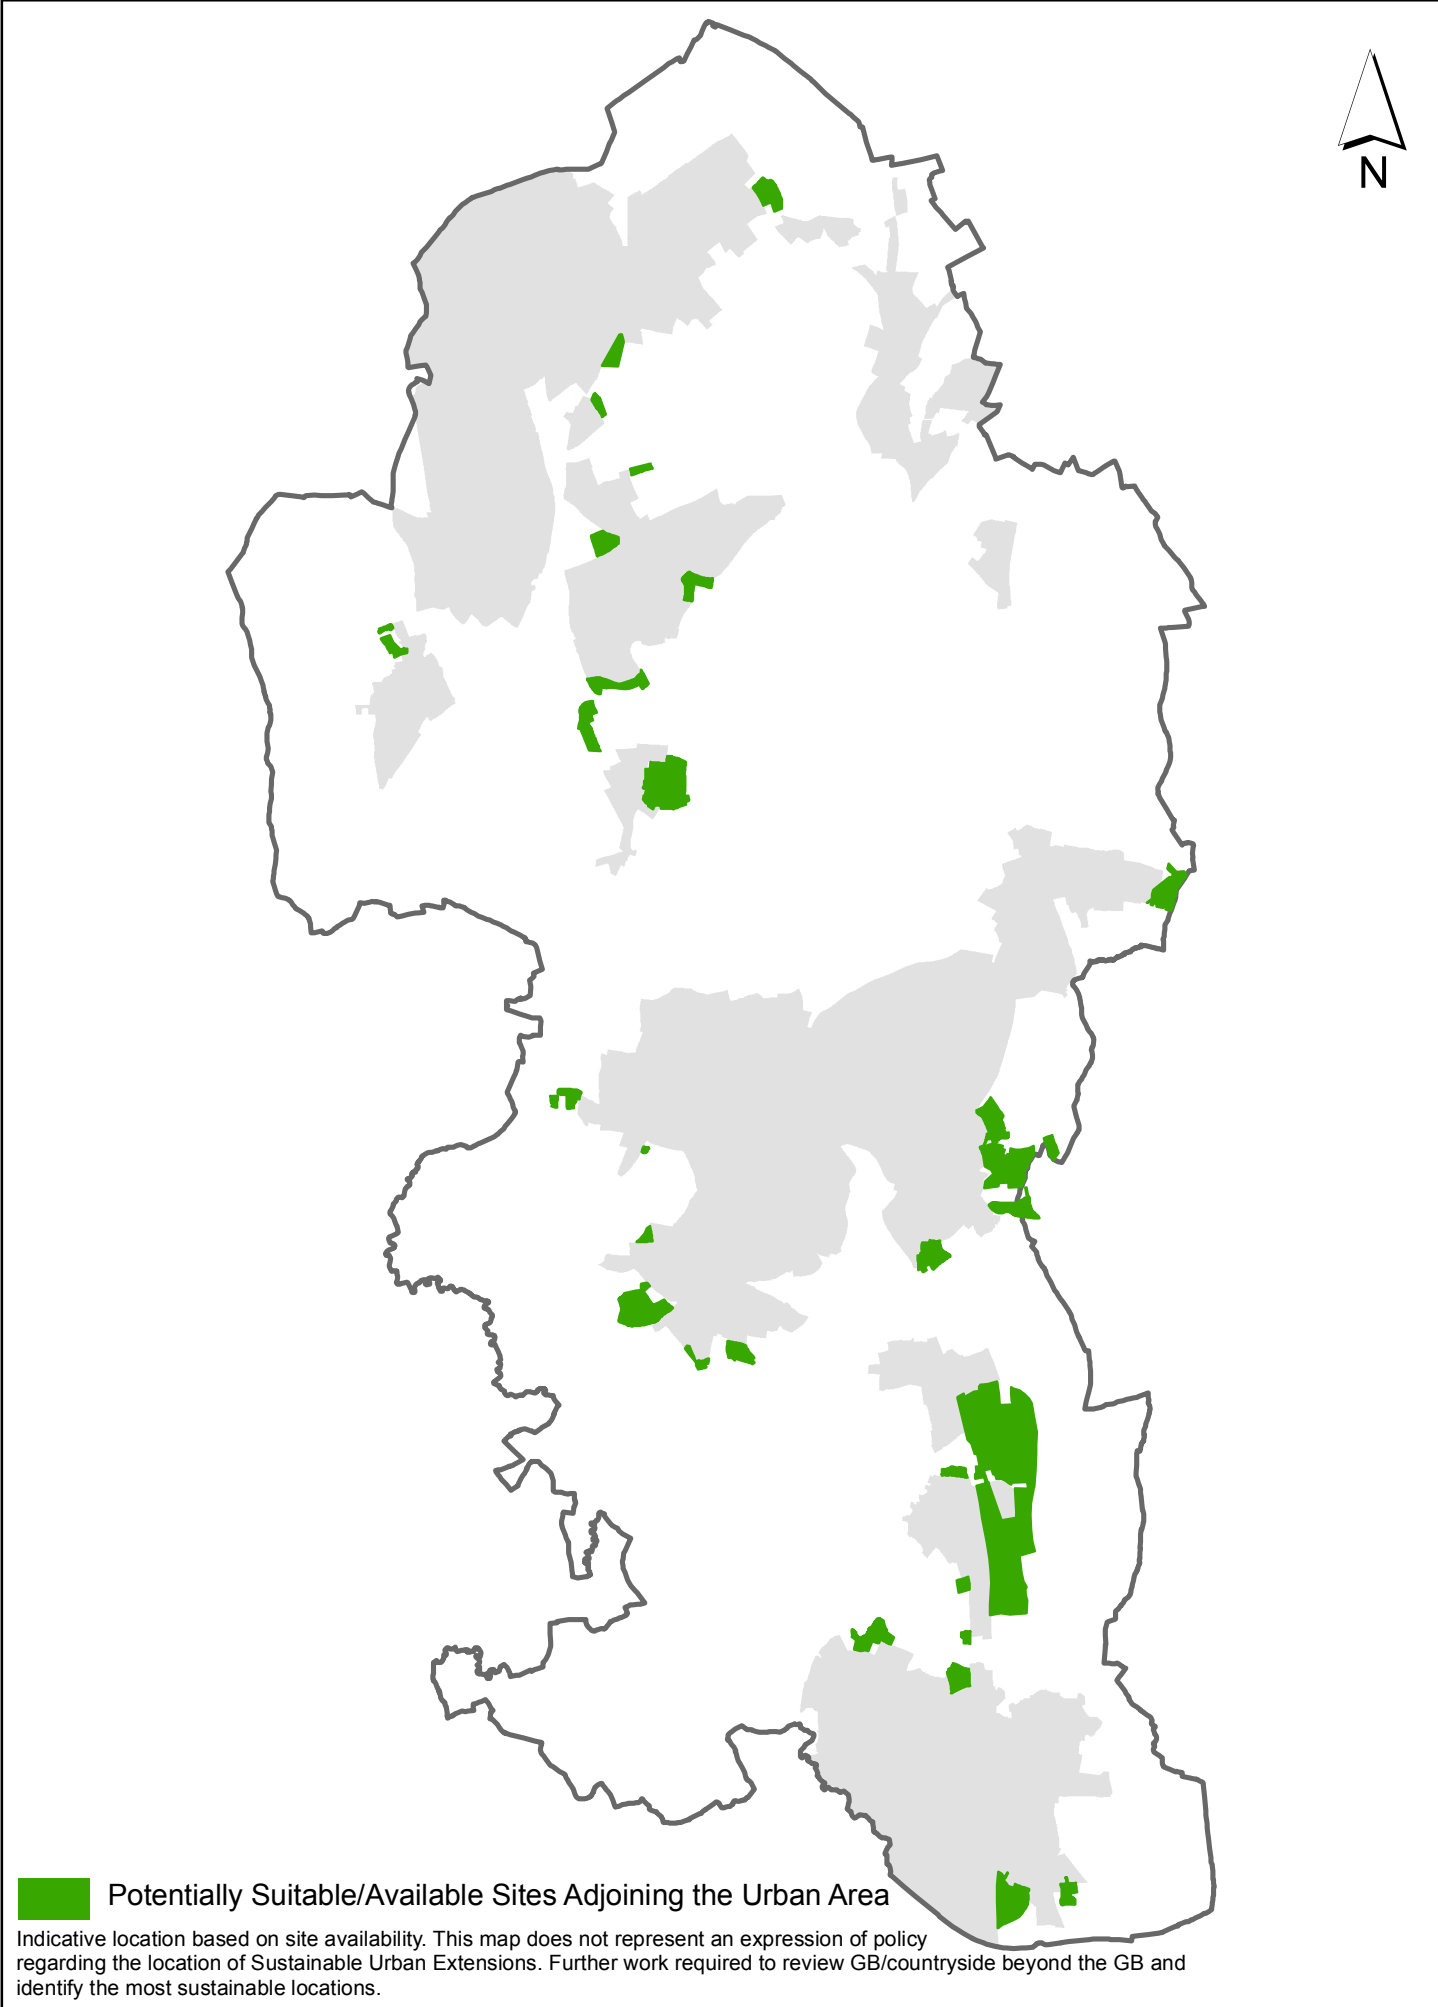 N
Potentially Suitable/Available Sites Adjoining the Urban Area
Indicative location based on site availability. This map does not represent an expression of policy
regarding the location of Sustainable Urban Extensions. Further work required to review GB/countryside beyond the GB and
identify the most sustainable locations.